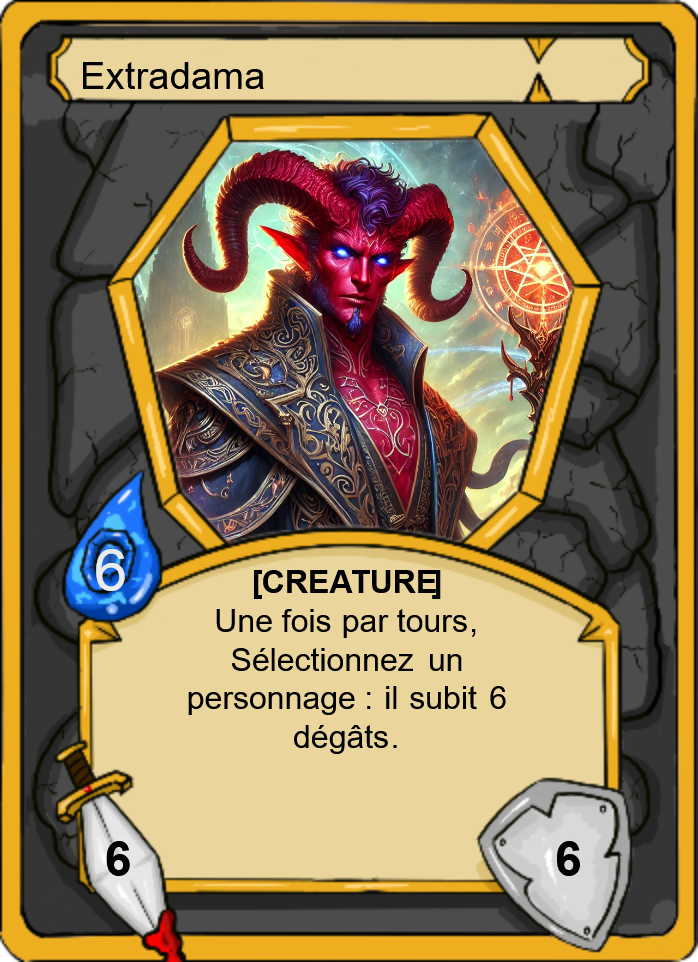 Extradama
6
[CREATURE]
Une fois par tours,
Sélectionnez un
personnage : il subit 6
dégâts.
6
6